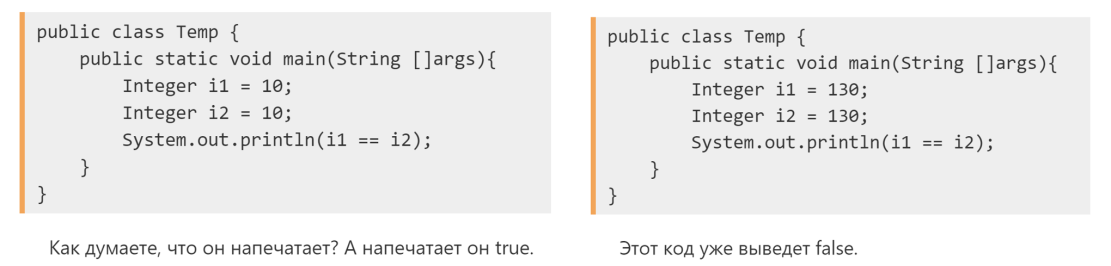 public class Temp {
    public static void main(String []args){
        Integer i1 = 10;
        Integer i2 = 10;
        System.out.println(i1 == i2);
    }
}
Как думаете, что он напечатает? А напечатает он true.
public class Temp {
    public static void main(String []args){
        Integer i1 = 130;
        Integer i2 = 130;
        System.out.println(i1 == i2);
    }
}
Этот код уже выведет false.